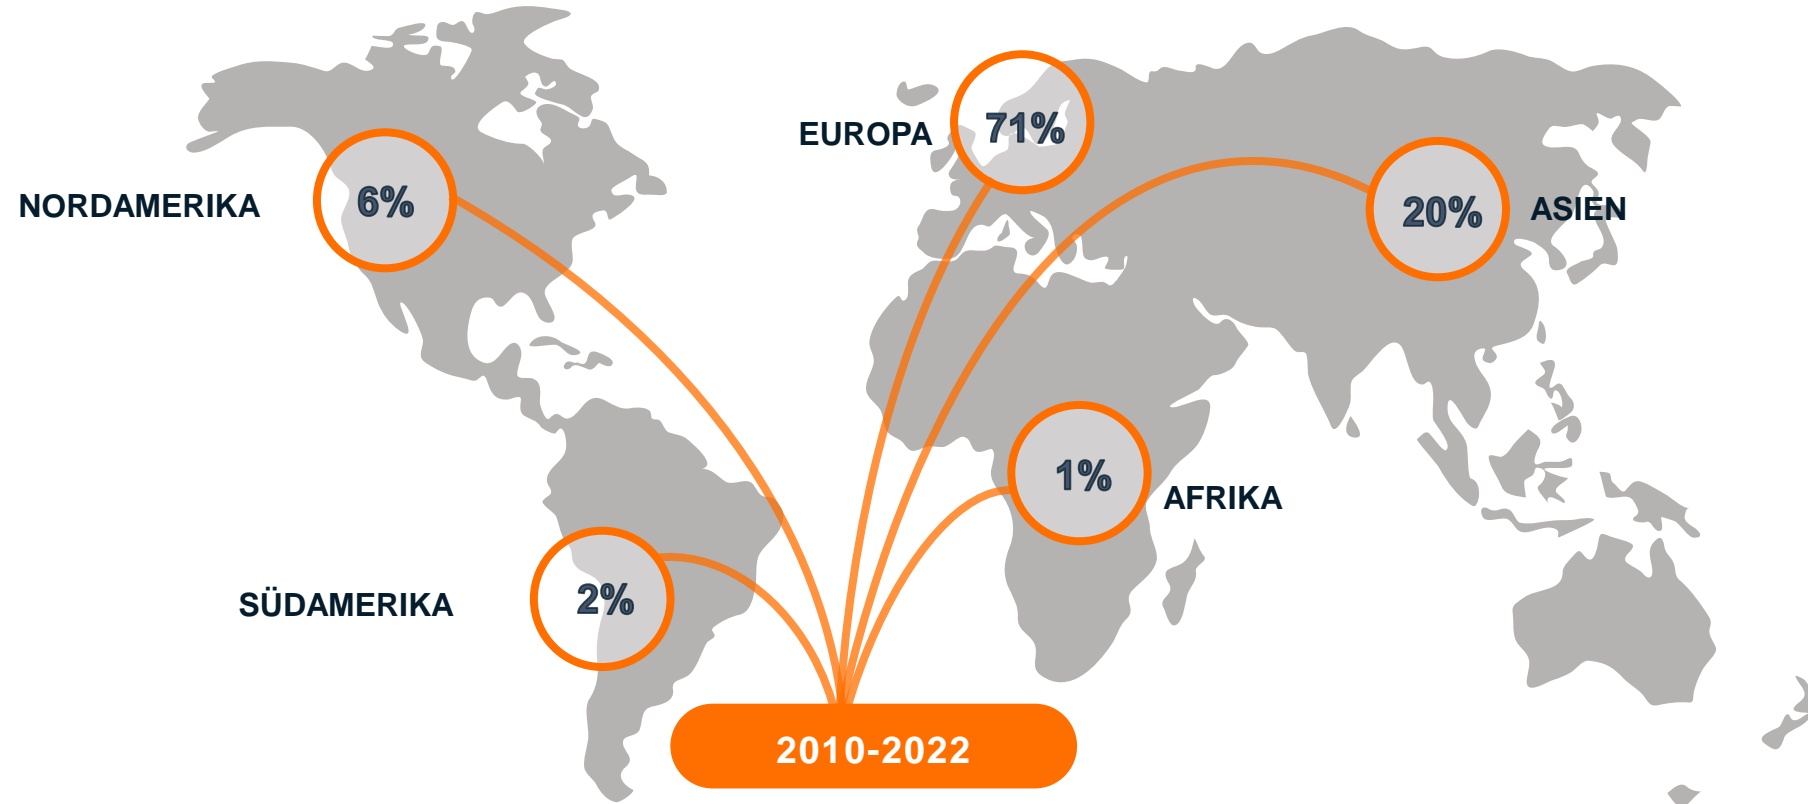 EUROPA
71%
NORDAMERIKA
6%
20%
ASIEN
1%
AFRIKA
SÜDAMERIKA
2%
2010-2022